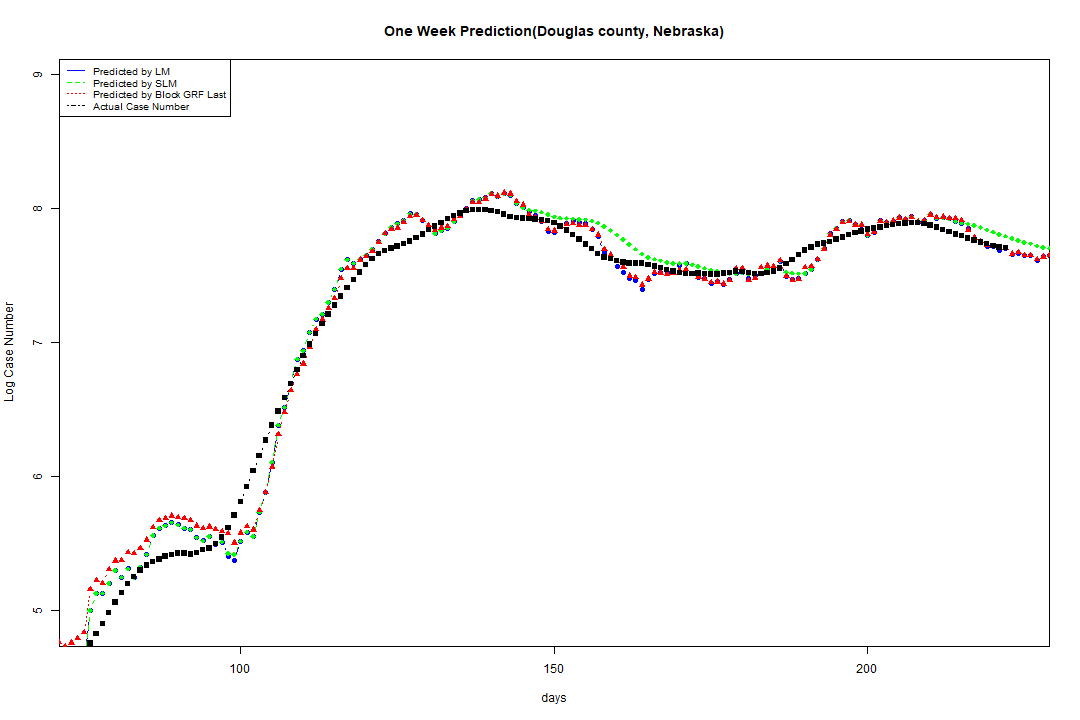 One Week Prediction(Douglas county, Nebraska)
Predicted by LM
Predicted by SLM
Predicted by Block GRF Last
Actual Case Number
9
8
7
6
5
Log Case Number
100 150 200
days